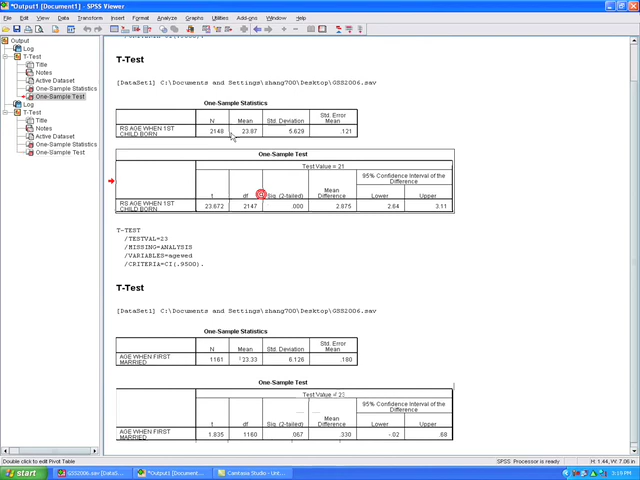 *Output1 [Document1] - SPSS Viewer
File Edit View Data Transform Insert Format Analyze Graphs Utilities Add-ons Window Help
Output
Log
T-Test
Title
Notes
Active Dataset
One-Sample Statistics
One-Sample Test
Log
T-Test
Title
Notes
Active Dataset
One-Sample Statistics
One-Sample Test
T-Test
[DataSet1] C:\Documents and Settings\zhang700\Desktop\GSS2006.sav
One-Sample Statistics
N Mean Std. Deviation Std. Error Mean
RS AGE WHEN 1ST CHILD BORN 2148 23.87 5.629 .121
One-Sample Test
Test Value = 21
95% Confidence Interval of the Difference
t df Sig. (2-tailed) Mean Difference Lower Upper
RS AGE WHEN 1ST CHILD BORN 23.672 2147 .000 2.875 2.64 3.11
T-TEST
/TESTVAL=23
/MISSING=ANALYSIS
/VARIABLES=agewed
/CRITERIA=CI(.9500).
T-Test
[DataSet1] C:\Documents and Settings\zhang700\Desktop\GSS2006.sav
One-Sample Statistics
N Mean Std. Deviation Std. Error Mean
AGE WHEN FIRST MARRIED 1161 23.33 6.126 .180
One-Sample Test
Test Value = 23
95% Confidence Interval of the Difference
t df Sig. (2-tailed) Mean Difference Lower Upper
AGE WHEN FIRST MARRIED 1.835 1160 .067 .330 -.02 .68
Double click to edit Pivot Table
SPSS Processor is ready
H: 1.44, W: 7.06 in
start
GSS2006.sav [DataS...
*Output1 [Document...
Camtasia Studio - Unt...
3:19 PM